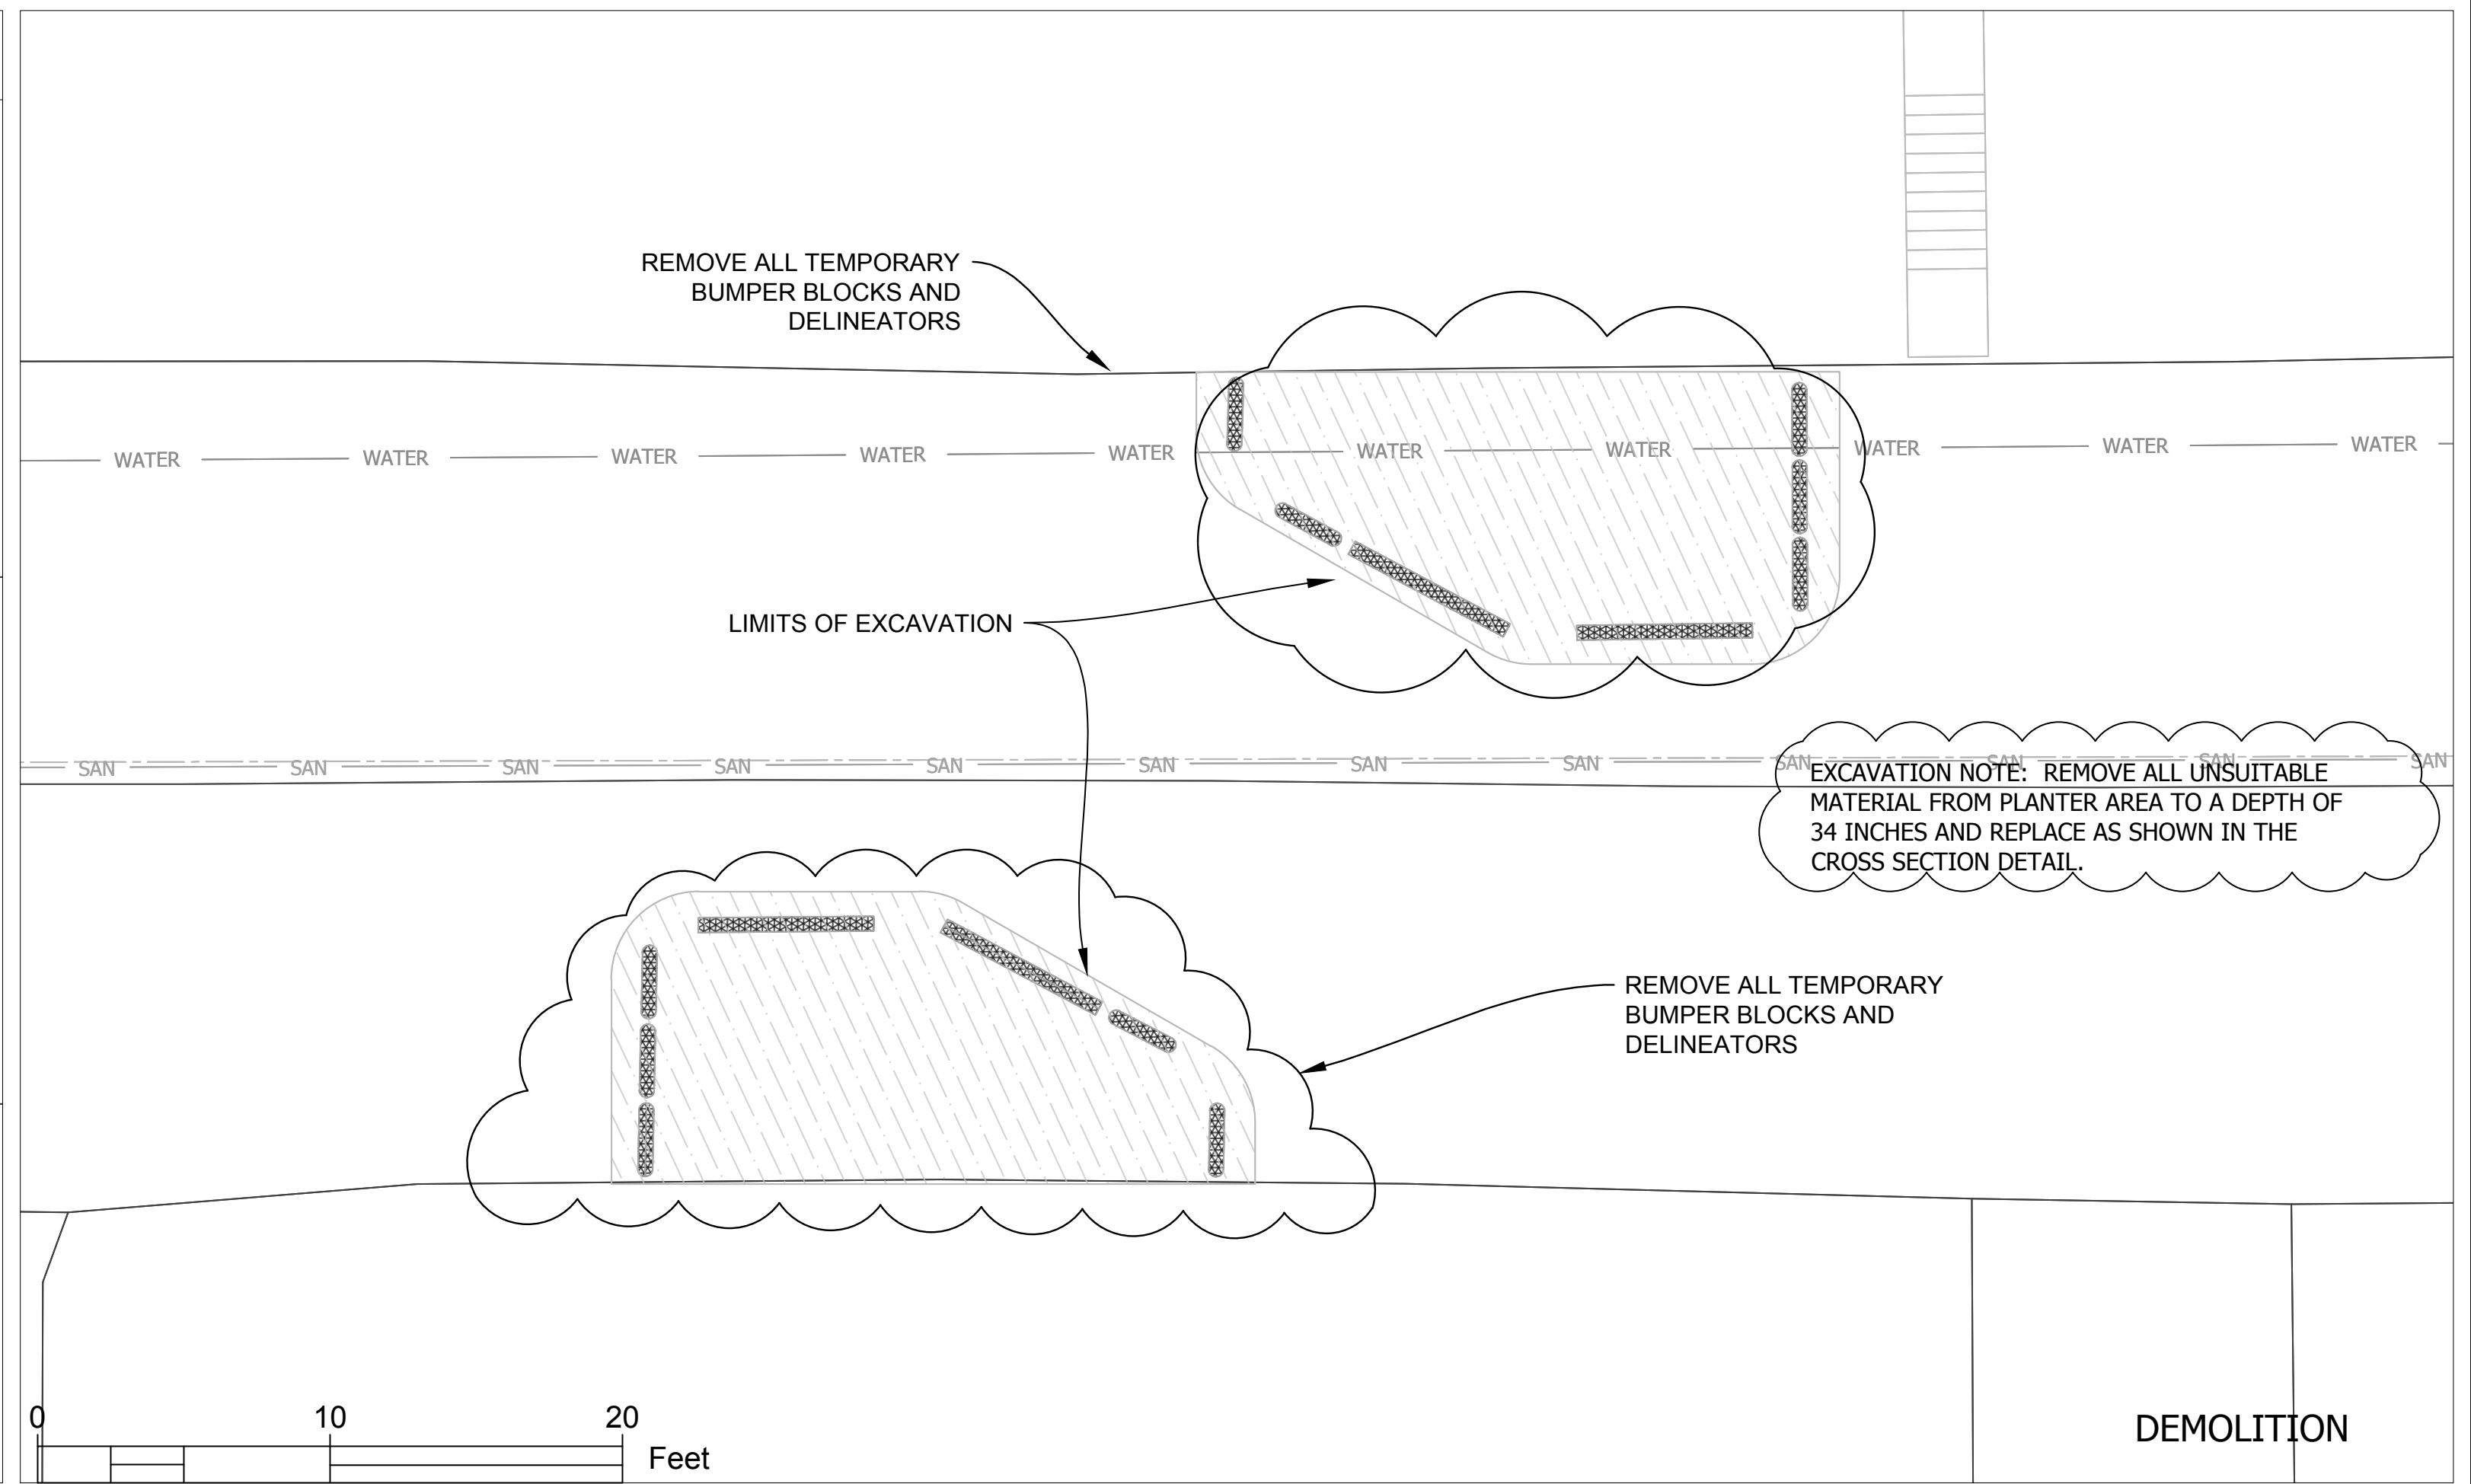 REMOVE ALL TEMPORARY
BUMPER BLOCKS AND
DELINEATORS
WATER WATER WATER WATER WATER WATER WATER WATER WATER WATER
LIMITS OF EXCAVATION
SAN SAN SAN SAN SAN SAN SAN SAN SAN SAN SAN SAN
EXCAVATION NOTE: REMOVE ALL UNSUITABLE
MATERIAL FROM PLANTER AREA TO A DEPTH OF
34 INCHES AND REPLACE AS SHOWN IN THE
CROSS SECTION DETAIL.
REMOVE ALL TEMPORARY
BUMPER BLOCKS AND
DELINEATORS
0 10 20
Feet
DEMOLITION